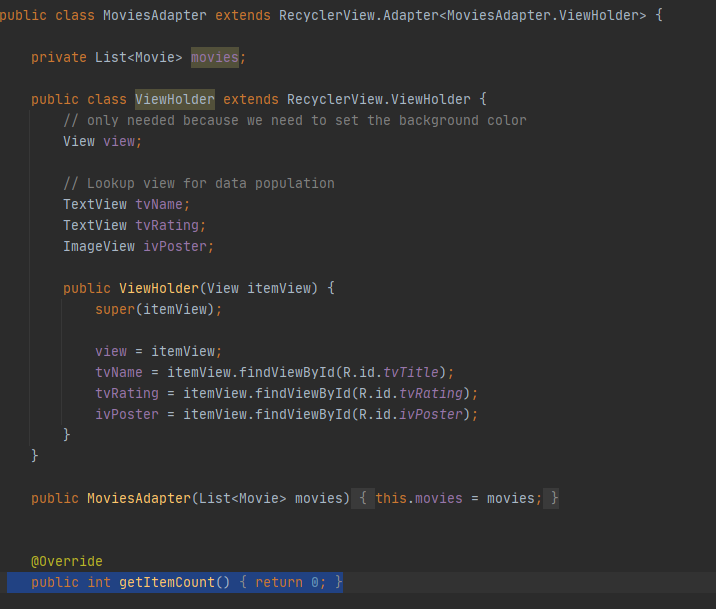 public class MoviesAdapter extends RecyclerView.Adapter<MoviesAdapter.ViewHolder> {
private List<Movie> movies;
public class ViewHolder extends RecyclerView.ViewHolder {
// only needed because we need to set the background color
View view;
// Lookup view for data population
TextView tvName;
TextView tvRating;
ImageView ivPoster;
public ViewHolder(View itemView) {
super(itemView);
view = itemView;
tvName = itemView.findViewById(R.id.tvTitle);
tvRating = itemView.findViewById(R.id.tvRating);
ivPoster = itemView.findViewById(R.id.ivPoster);
}
}
public MoviesAdapter(List<Movie> movies) { this.movies = movies; }
@Override
public int getItemCount() { return 0; }